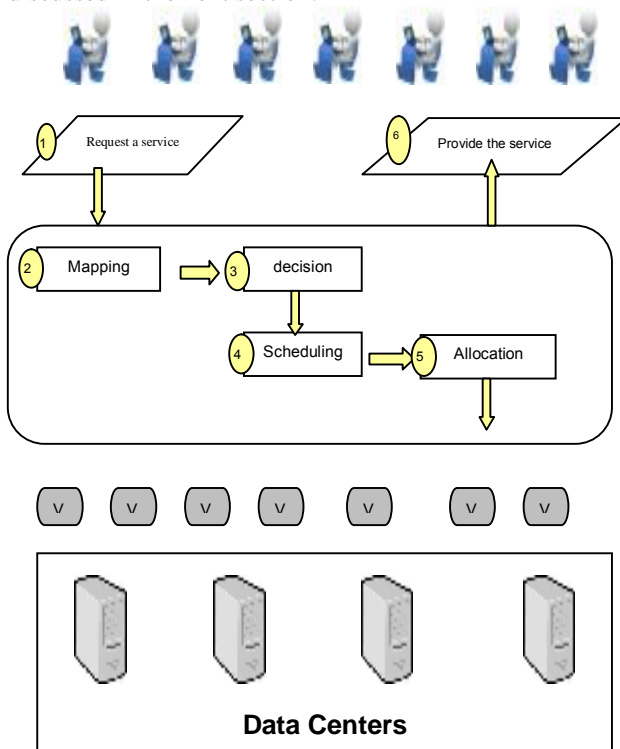 1 Request a service
6 Provide the service
2 Mapping
3 decision
4 Scheduling
5 Allocation
V V V V V V V
Data Centers